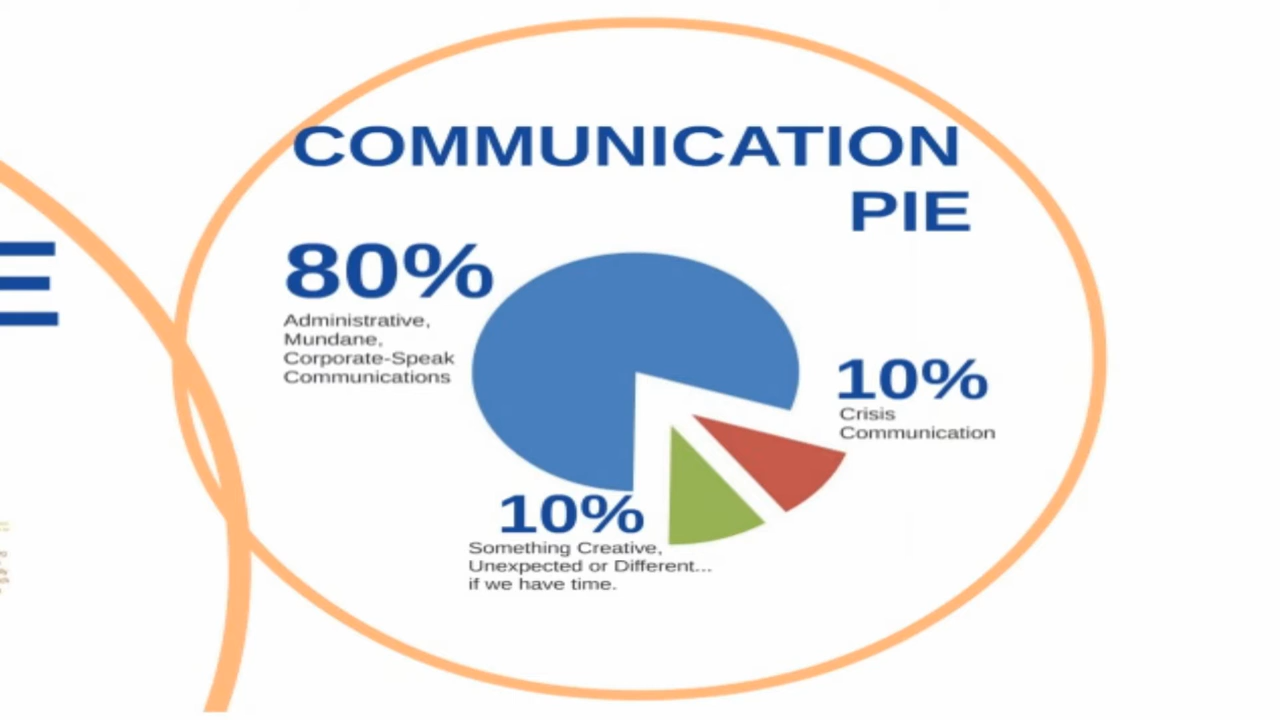 COMMUNICATION
PIE
80%
Administrative,
Mundane,
Corporate-Speak
Communications
10%
Crisis
Communication
10%
Something Creative,
Unexpected or Different...
if we have time.
E